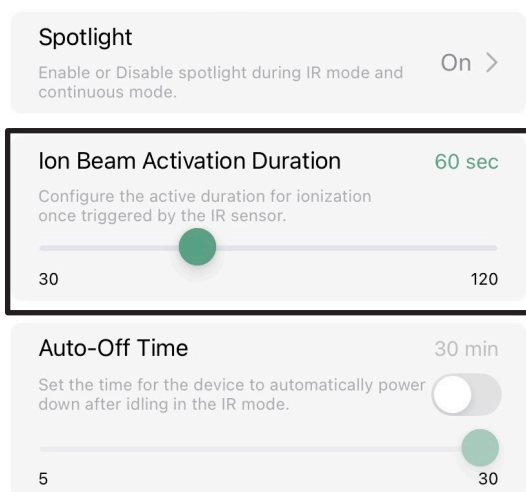 Spotlight
On
Enable or Disable spotlight during IR mode and
continuous mode.
Ion Beam Activation Duration
60 sec
Configure the active duration for ionization
once triggered by the IR sensor.
30
120
Auto-Off Time
30 min
Set the time for the device to automatically power
down after idling in the IR mode.
5
30